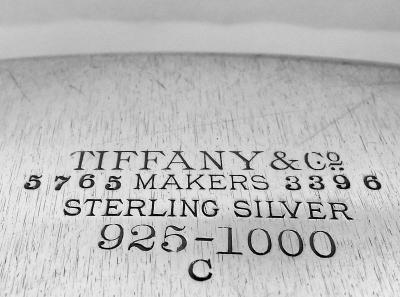 TIFFANY & Co.
5765 MAKERS 3396
STERLING SILVER
925-1000
C